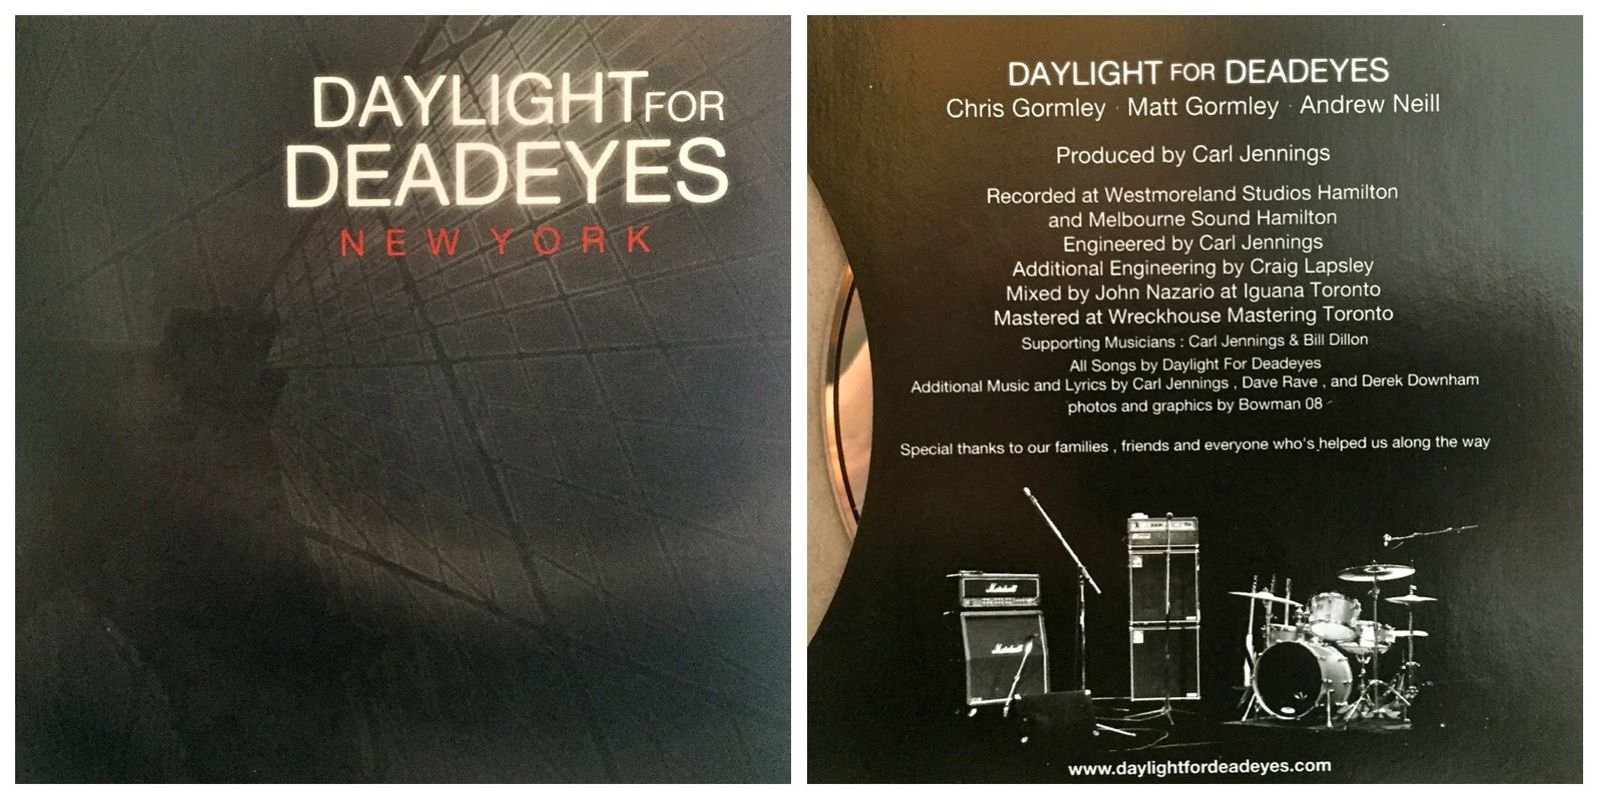 DAYLIGHT FOR
DEADEYES
NEW YORK
DAYLIGHT FOR DEADEYES
Chris Gormley · Matt Gormley · Andrew Neill
Produced by Carl Jennings
Recorded at Westmoreland Studios Hamilton
and Melbourne Sound Hamilton
Engineered by Carl Jennings
Additional Engineering by Craig Lapsley
Mixed by John Nazario at Iguana Toronto
Mastered at Wreckhouse Mastering Toronto
Supporting Musicians : Carl Jennings & Bill Dillon
All Songs by Daylight For Deadeyes
Additional Music and Lyrics by Carl Jennings , Dave Rave , and Derek Downham
photos and graphics by Bowman 08
Special thanks to our families , friends and everyone who's helped us along the way
Marshall
Marshall
www.daylightfordeadeyes.com